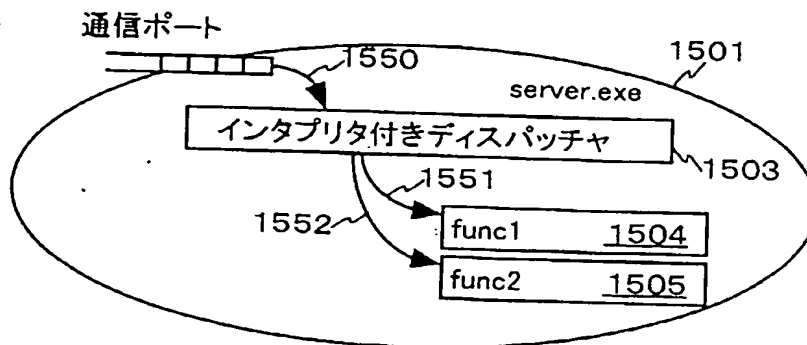 通信ポート
1550
1501
server.exe
インタプリタ付きディスパッチャ
1503
1551
1552
func1 1504
func2 1505